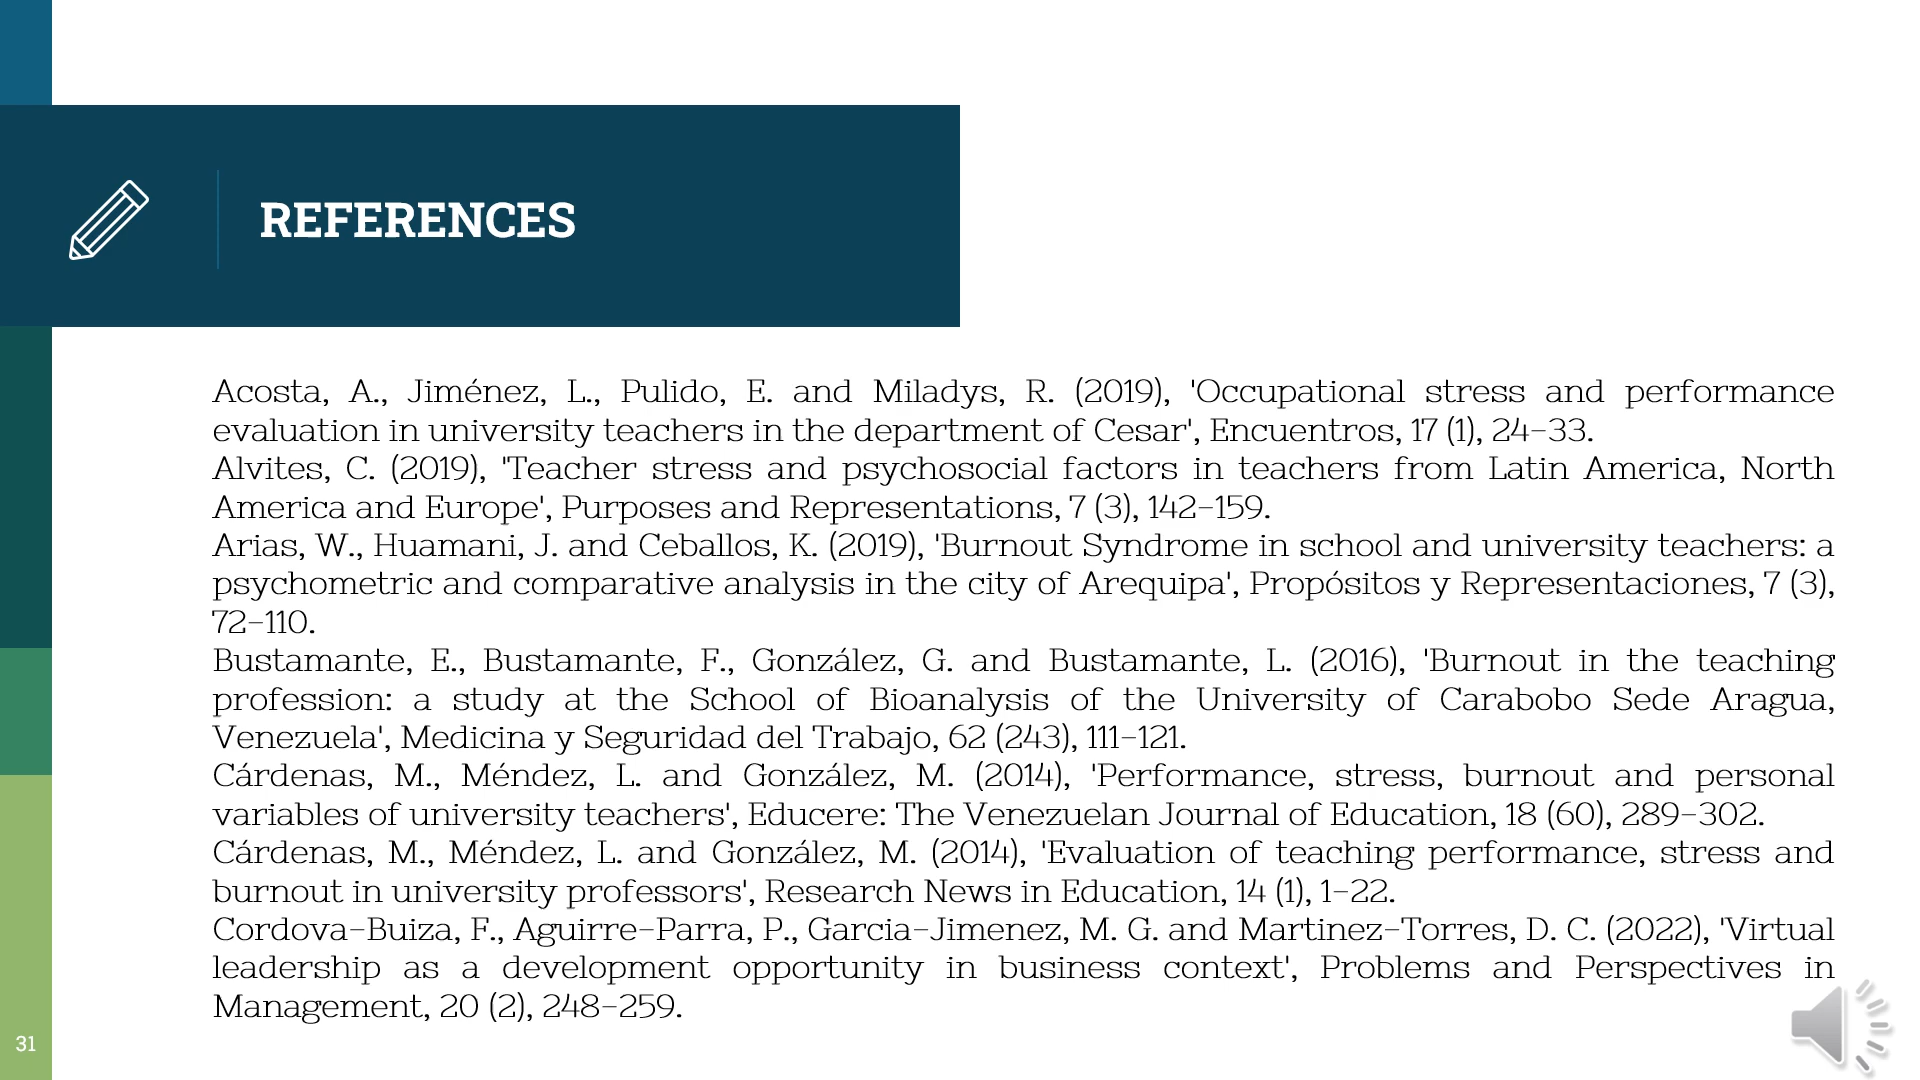 REFERENCES
Acosta, A., Jiménez, L., Pulido, E. and Miladys, R. (2019), 'Occupational stress and performance
evaluation in university teachers in the department of Cesar', Encuentros, 17 (1), 24-33.
Alvites, C. (2019), 'Teacher stress and psychosocial factors in teachers from Latin America, North
America and Europe', Purposes and Representations, 7 (3), 142-159.
Arias, W., Huamani, J. and Ceballos, K. (2019), 'Burnout Syndrome in school and university teachers: a
psychometric and comparative analysis in the city of Arequipa', Propósitos y Representaciones, 7 (3),
72-110.
Bustamante, E., Bustamante, F., González, G. and Bustamante, L. (2016), 'Burnout in the teaching
profession: a study at the School of Bioanalysis of the University of Carabobo Sede Aragua,
Venezuela', Medicina y Seguridad del Trabajo, 62 (243), 111-121.
Cárdenas, M., Méndez, L. and González, M. (2014), 'Performance, stress, burnout and personal
variables of university teachers', Educere: The Venezuelan Journal of Education, 18 (60), 289-302.
Cárdenas, M., Méndez, L. and González, M. (2014), 'Evaluation of teaching performance, stress and
burnout in university professors', Research News in Education, 14 (1), 1-22.
Cordova-Buiza, F., Aguirre-Parra, P., Garcia-Jimenez, M. G. and Martinez-Torres, D. C. (2022), 'Virtual
leadership as a development opportunity in business context', Problems and Perspectives in
Management, 20 (2), 248-259.
31